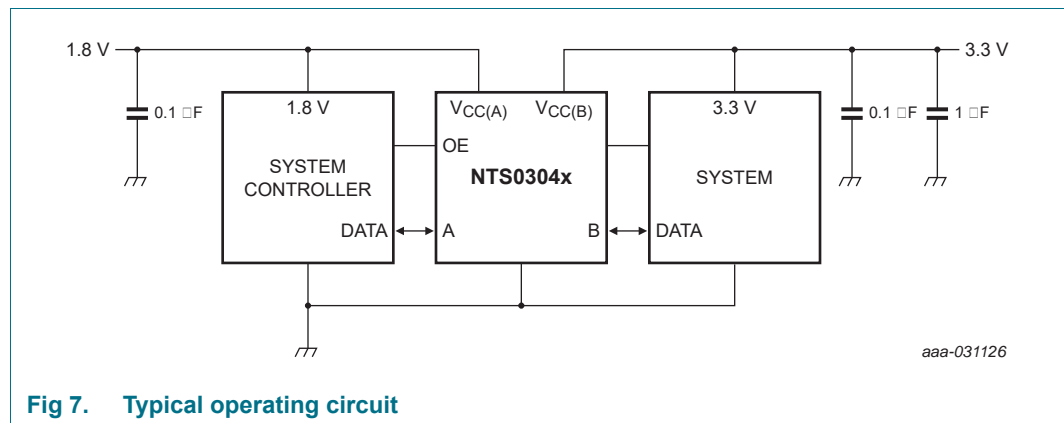 1.8 V
3.3 V
0.1 □F
1.8 V
VCC(A)
VCC(B)
3.3 V
0.1 □F
1 □F
OE
SYSTEM
CONTROLLER
NTS0304x
SYSTEM
DATA
A
B
DATA
aaa-031126
Fig 7. Typical operating circuit